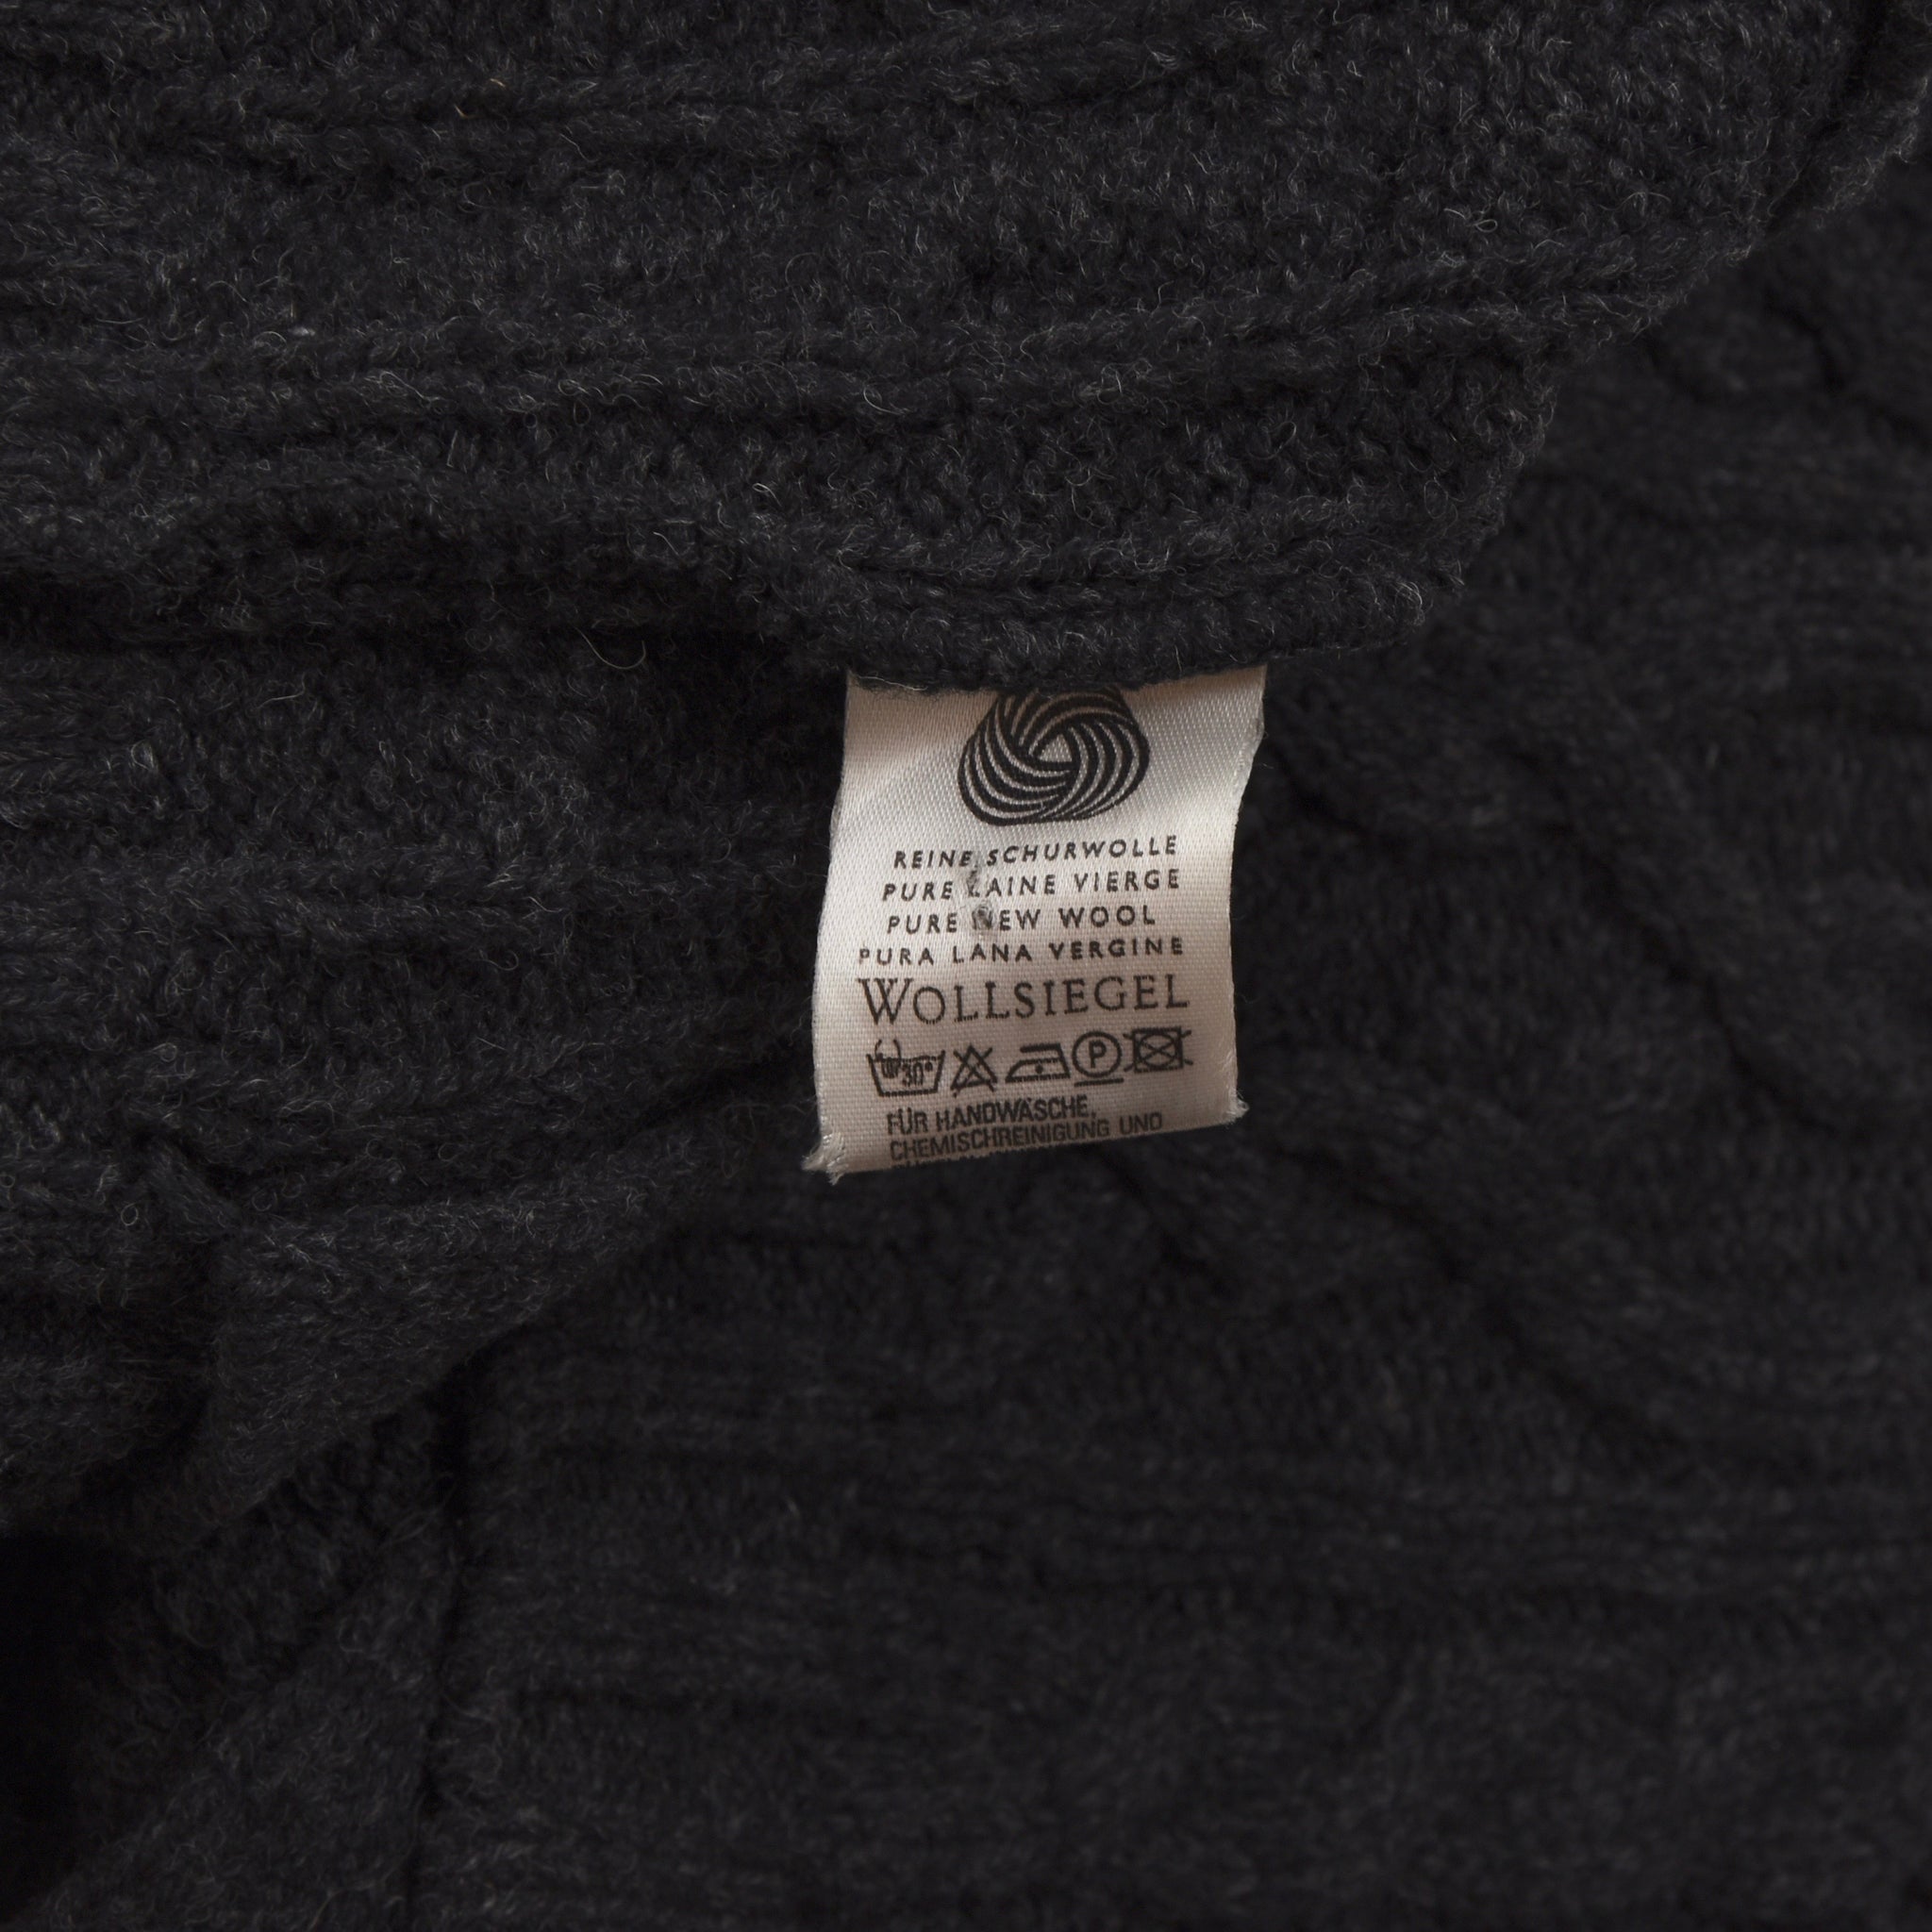 REINE SCHURWOLLE
PURE LAINE VIERGE
PURE NEW WOOL
PURA LANA VERGINE
WOLLSIEGEL
30° P
FÜR HANDWÄSCHE,
CHEMISCHREINIGUNG UND